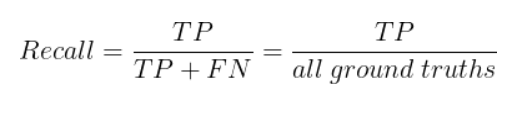 Recall = TP / TP + FN = TP / all ground truths